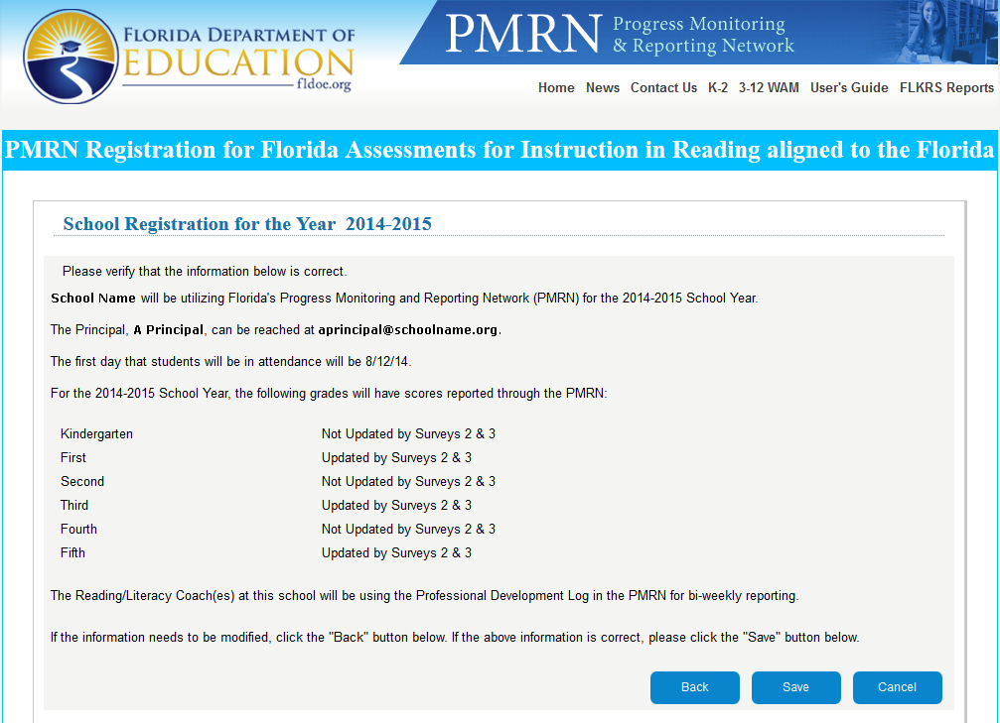 FLORIDA DEPARTMENT OF
EDUCATION
fldoe.org
PMRN Progress Monitoring
& Reporting Network
Home News Contact Us K-2 3-12 WAM User's Guide FLKRS Reports
PMRN Registration for Florida Assessments for Instruction in Reading aligned to the Florida
School Registration for the Year 2014-2015
Please verify that the information below is correct.
School Name will be utilizing Florida's Progress Monitoring and Reporting Network (PMRN) for the 2014-2015 School Year.
The Principal, A Principal, can be reached at aprincipal@schoolname.org.
The first day that students will be in attendance will be 8/12/14.
For the 2014-2015 School Year, the following grades will have scores reported through the PMRN:
Kindergarten Not Updated by Surveys 2 & 3
First Updated by Surveys 2 & 3
Second Not Updated by Surveys 2 & 3
Third Updated by Surveys 2 & 3
Fourth Not Updated by Surveys 2 & 3
Fifth Updated by Surveys 2 & 3
The Reading/Literacy Coach(es) at this school will be using the Professional Development Log in the PMRN for bi-weekly reporting.
If the information needs to be modified, click the "Back" button below. If the above information is correct, please click the "Save" button below.
Back Save Cancel